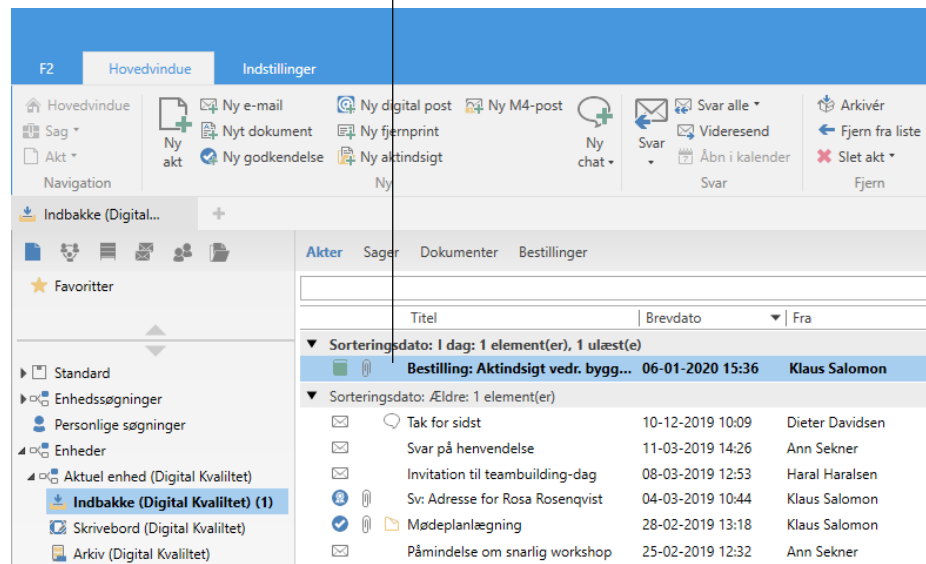 F2 Hovedvindue Indstillinger
Hovedvindue
Sag
Akt
Navigation
Ny akt
Ny e-mail
Nyt dokument
Ny godkendelse
Ny digital post
Ny fjernprint
Ny aktindsigt
Ny M4-post
Ny chat
Ny
Svar
Svar alle
Videresend
Åbn i kalender
Svar
Arkivér
Fjern fra liste
Slet akt
Fjern
Indbakke (Digital...
Akter Sager Dokumenter Bestillinger
Favoritter
Standard
Enhedssøgninger
Personlige søgninger
Enheder
Aktuel enhed (Digital Kvaliltet)
Indbakke (Digital Kvaliltet) (1)
Skrivebord (Digital Kvaliltet)
Arkiv (Digital Kvaliltet)
Titel Brevdato Fra
Sorteringsdato: I dag: 1 element(er), 1 ulæst(e)
Bestilling: Aktindsigt vedr. bygg... 06-01-2020 15:36 Klaus Salomon
Sorteringsdato: Ældre: 1 element(er)
Tak for sidst 10-12-2019 10:09 Dieter Davidsen
Svar på henvendelse 11-03-2019 14:26 Ann Sekner
Invitation til teambuilding-dag 08-03-2019 12:53 Haral Haralsen
Sv: Adresse for Rosa Rosenqvist 04-03-2019 10:44 Klaus Salomon
Mødeplanlægning 28-02-2019 13:18 Klaus Salomon
Påmindelse om snarlig workshop 25-02-2019 12:32 Ann Sekner